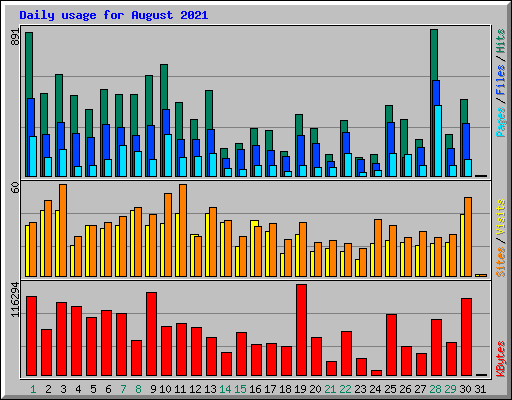 Daily usage for August 2021
891
Pages / Files / Hits
60
Sites / Visits
116294
KBytes
1 2 3 4 5 6 7 8 9 10 11 12 13 14 15 16 17 18 19 20 21 22 23 24 25 26 27 28 29 30 31